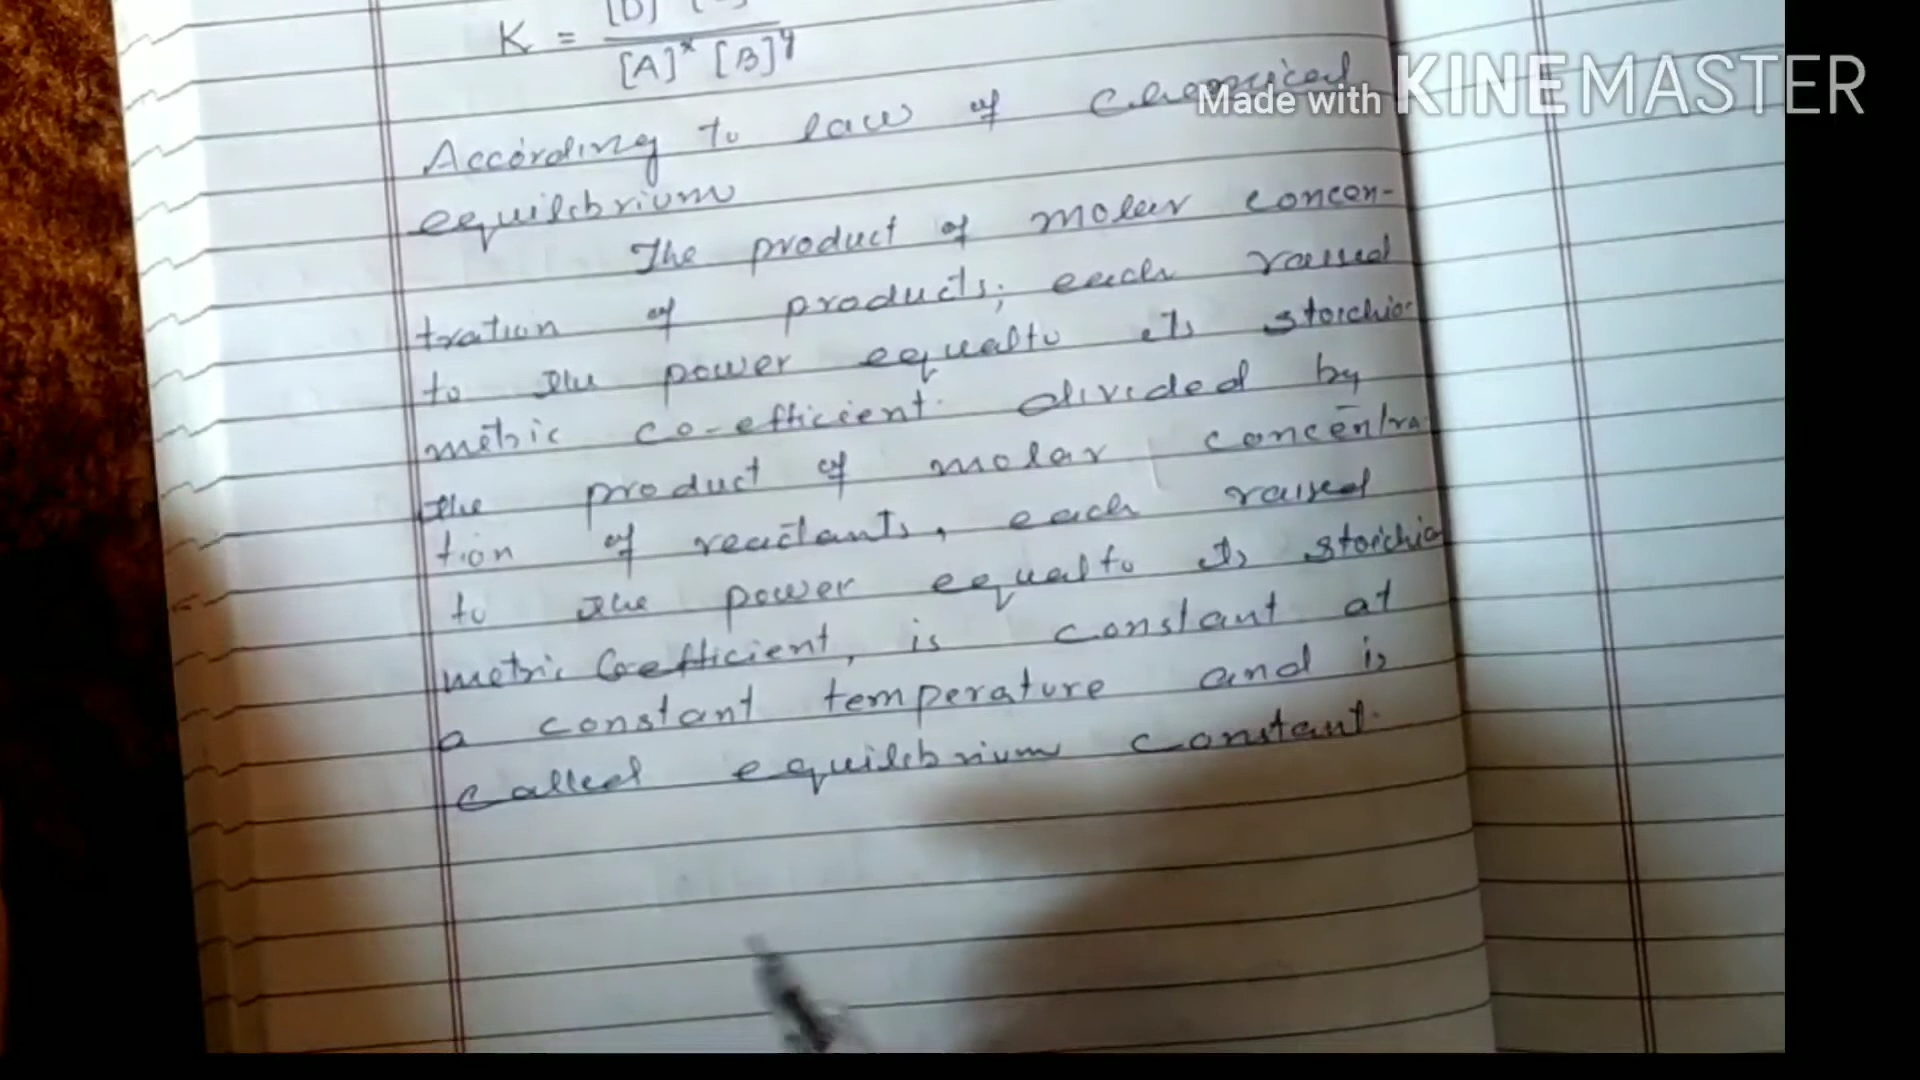 K = [D]
[A]^x [B]^y
Made with KINEMASTER
According to law of chemical
equilibrium
The product of molar concen-
tration of products, each raised
to the power equal to its stoichio-
metric co-efficient divided by
the product of molar concentra-
tion of reactants, each raised
to the power equal to its stoichio
metric Coefficient, is constant at
a constant temperature and is
called equilibrium constant.